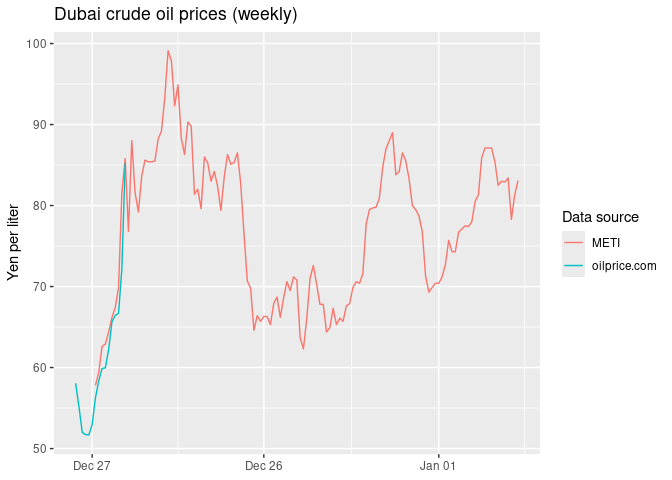 Dubai crude oil prices (weekly)
100
90
80
70
60
50
Yen per liter
Dec 27
Dec 26
Jan 01
Data source
METI
oilprice.com